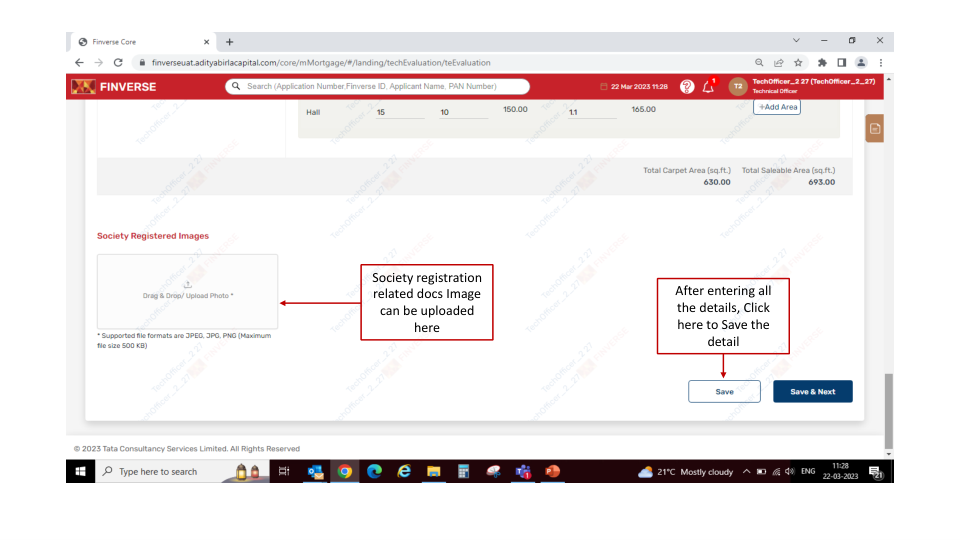 Finverse Core
finverseuat.adityabirlacapital.com/core/mMortgage/#/landing/techEvaluation/teEvaluation
FINVERSE
Search (Application Number,Finverse ID, Applicant Name, PAN Number)
22 Mar 2023 11:28
T2
TechOfficer_2 27 (TechOfficer_2_27)
Technical Officer
Hall 15 10 150.00 1.1 165.00
+Add Area
Total Carpet Area (sq.ft.) Total Saleable Area (sq.ft.)
630.00 693.00
Society Registered Images
Drag & Drop/ Upload Photo *
* Supported file formats are JPEG, JPG, PNG (Maximum
file size 500 KB)
Society registration
related docs Image
can be uploaded
here
After entering all
the details, Click
here to Save the
detail
Save
Save & Next
© 2023 Tata Consultancy Services Limited. All Rights Reserved
Type here to search
21°C Mostly cloudy
ENG
11:28
22-03-2023
21